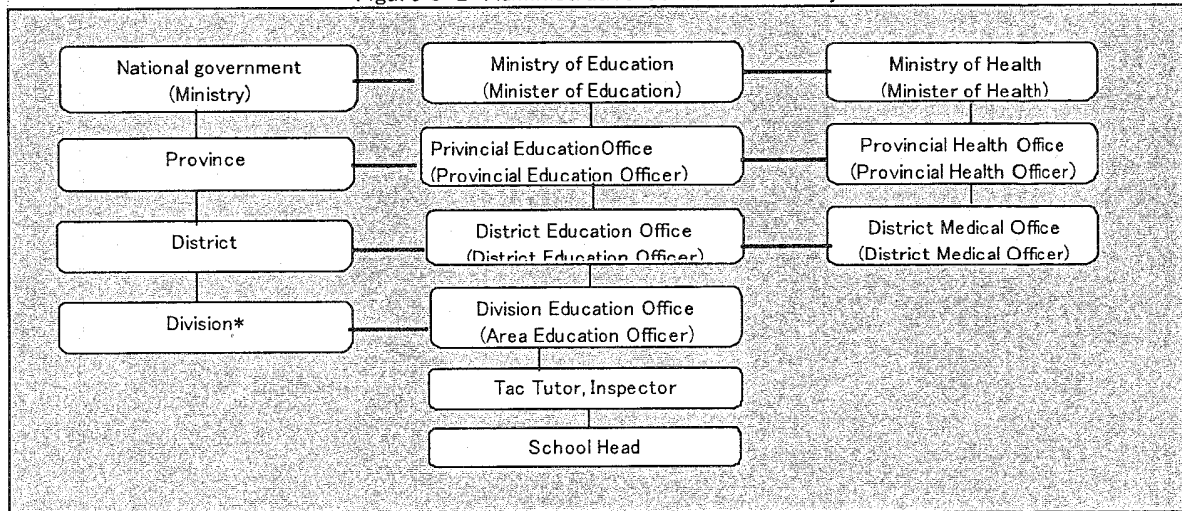 National government
(Ministry)
Ministry of Education
(Minister of Education)
Ministry of Health
(Minister of Health)
Province
Privincial EducationOffice
(Provincial Education Officer)
Provincial Health Office
(Provincial Health Officer)
District
District Education Office
(District Education Officer)
District Medical Office
(District Medical Officer)
Division*
Division Education Office
(Area Education Officer)
Tac Tutor, Inspector
School Head